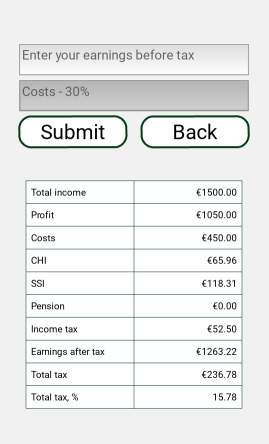 Enter your earnings before tax
Costs - 30%
Submit Back
Total income €1500.00
Profit €1050.00
Costs €450.00
CHI €65.96
SSI €118.31
Pension €0.00
Income tax €52.50
Earnings after tax €1263.22
Total tax €236.78
Total tax, % 15.78